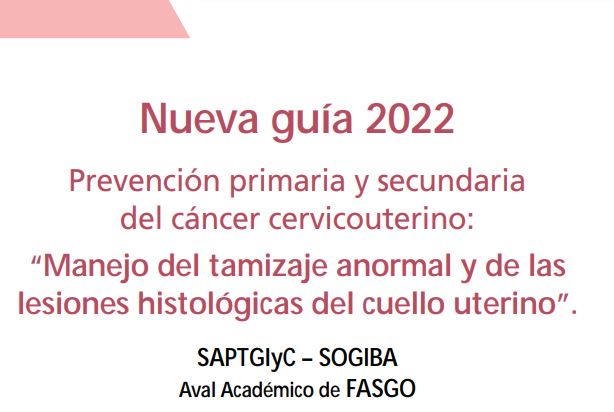 Nueva guía 2022
Prevención primaria y secundaria
del cáncer cervicouterino:
“Manejo del tamizaje anormal y de las
lesiones histológicas del cuello uterino”.
SAPTGIyC – SOGIBA
Aval Académico de FASGO